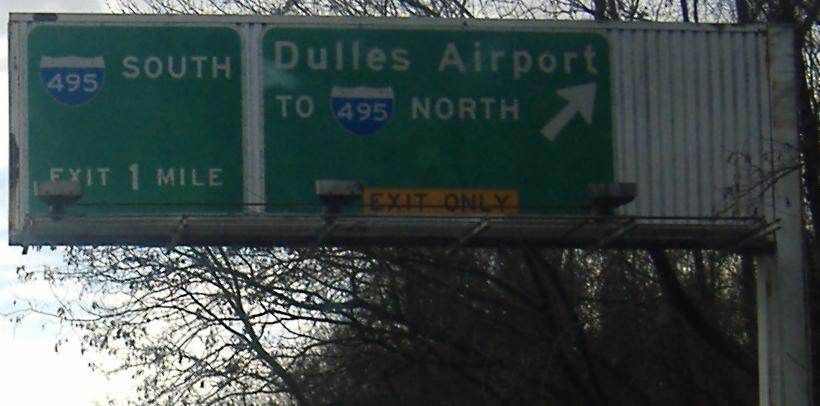 495 SOUTH
EXIT 1 MILE
Dulles Airport
TO 495 NORTH
EXIT ONLY